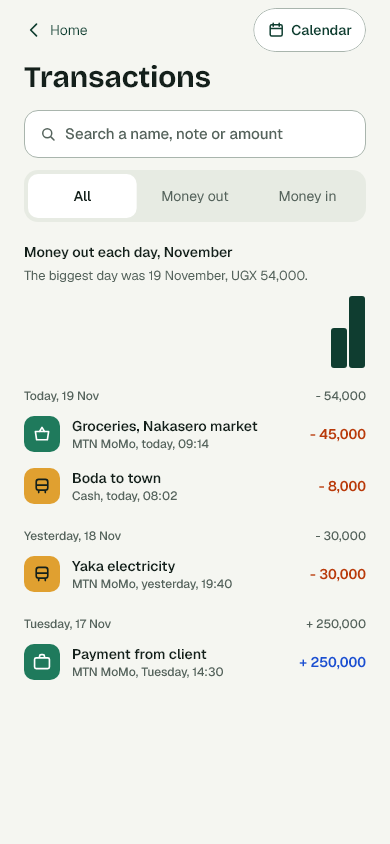 Home
Calendar
Transactions
Search a name, note or amount
All
Money out
Money in
Money out each day, November
The biggest day was 19 November, UGX 54,000.
Today, 19 Nov
- 54,000
Groceries, Nakasero market
MTN MoMo, today, 09:14
- 45,000
Boda to town
Cash, today, 08:02
- 8,000
Yesterday, 18 Nov
- 30,000
Yaka electricity
MTN MoMo, yesterday, 19:40
- 30,000
Tuesday, 17 Nov
+ 250,000
Payment from client
MTN MoMo, Tuesday, 14:30
+ 250,000